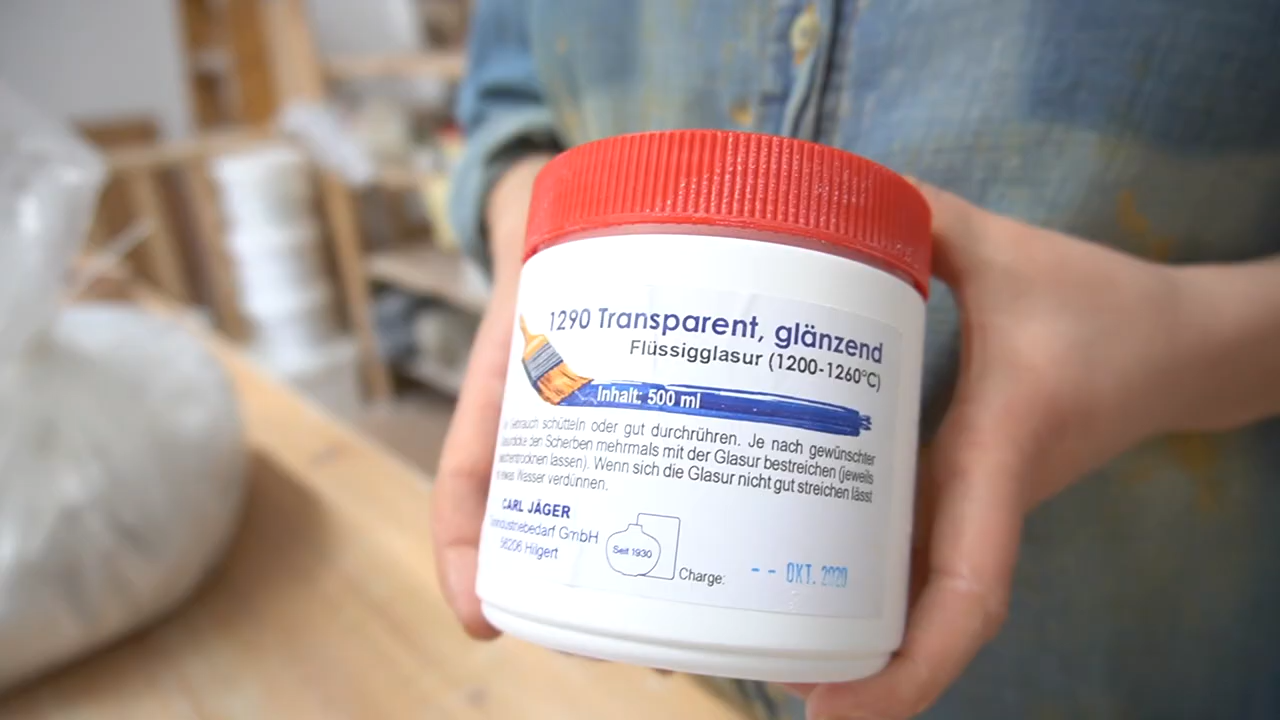 1290 Transparent, glänzend
Flüssigglasur (1200-1260°C)
Inhalt: 500 ml
Gebrauch schütteln oder gut durchrühren. Je nach gewünschter
den Scherben mehrmals mit der Glasur bestreichen (jeweils
lassen). Wenn sich die Glasur nicht gut streichen lässt
Wasser verdünnen.
CARL JÄGER
GmbH
56206 Hilgert
Seit 1930
Charge:
-- OKT. 2020